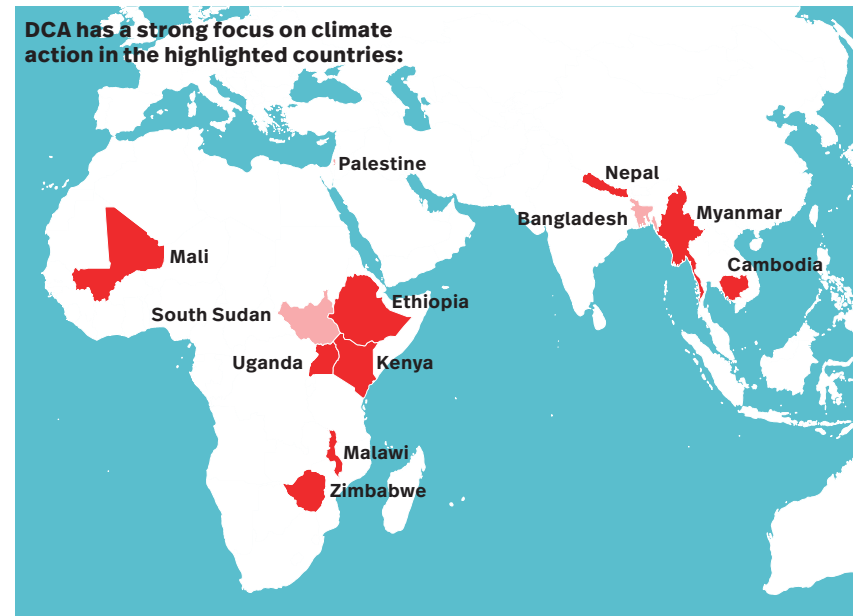 DCA has a strong focus on climate
action in the highlighted countries:
Palestine
Nepal
Bangladesh
Myanmar
Mali
Cambodia
South Sudan
Ethiopia
Uganda
Kenya
Malawi
Zimbabwe